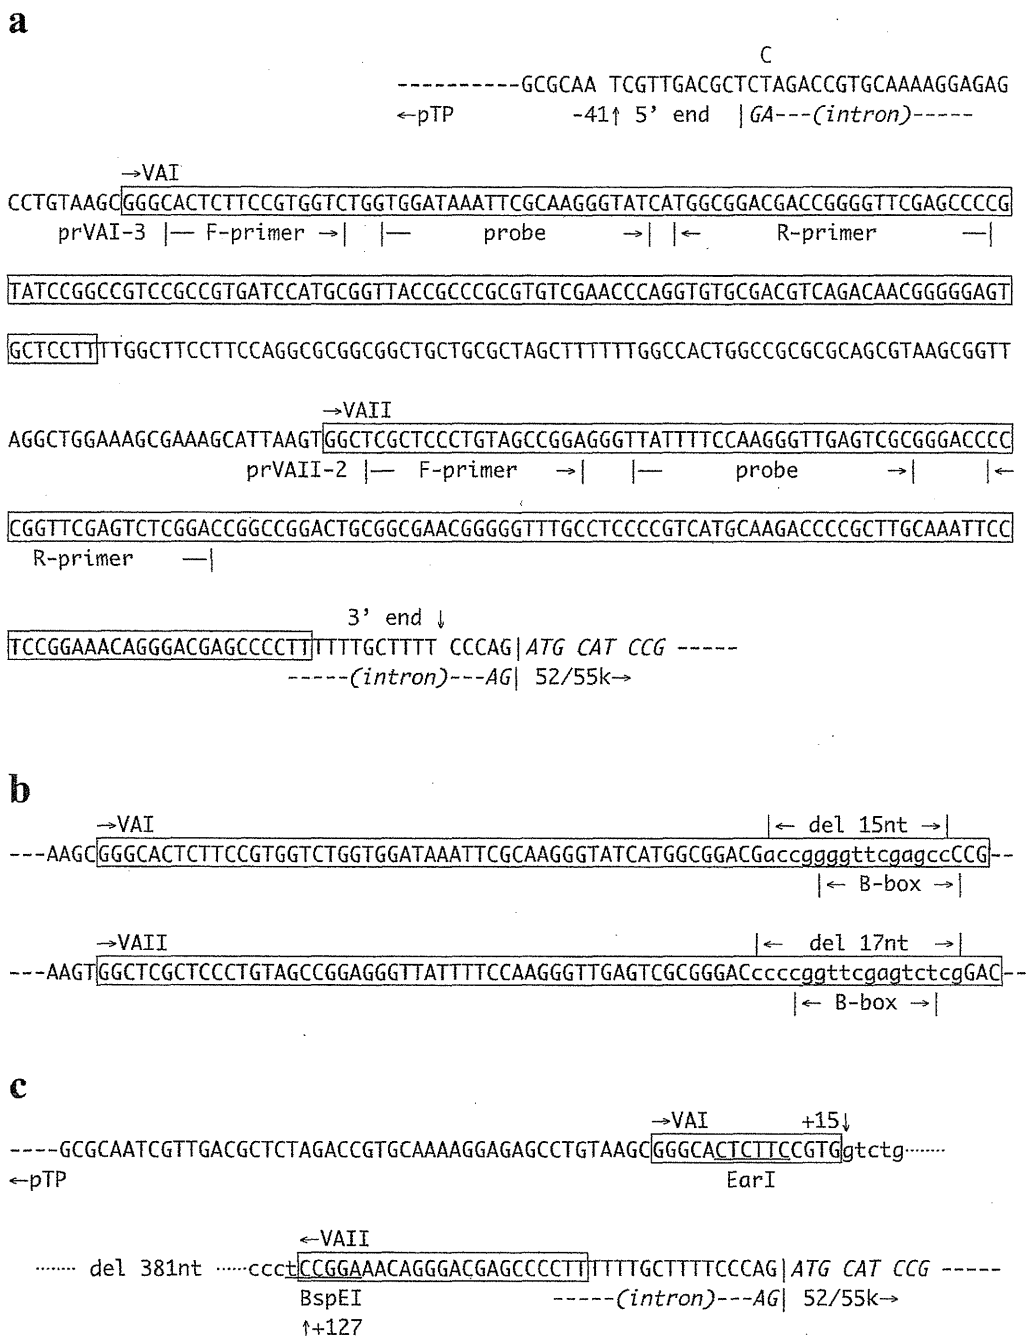 a
C
----------GCGCAA TCGTTGACGCTCTAGACCGTGCAAAAGGAGAG
←pTP -41↑ 5' end |GA---(intron)-----
→VAI
CCTGTAAGCGGGCACTCTTCCGTGGTCTGGTGGATAAATTCGCAAGGGTATCATGGCGGACGACCGGGGTTCGAGCCCCG
prVAI-3 |— F-primer →| |— probe →| |← R-primer —|
TATCCGGCCGTCCGCCGTGATCCATGCGGTTACCGCCCGCGTGTCGAACCCAGGTGTGCGACGTCAGACAACGGGGGAGT
GCTCCTTTTGGCTTCCTTCCAGGCGCGGCGGCTGCTGCGCTAGCTTTTTTGGCCACTGGCCGCGCGCAGCGTAAGCGGTT
→VAII
AGGCTGGAAAGCGAAAGCATTAAGTGGCTCGCTCCCTGTAGCCGGAGGGTTATTTTCCAAGGGTTGAGTCGCGGGACCCC
prVAII-2 |— F-primer →| |— probe →| |←
CGGTTCGAGTCTCGGACCGGCCGGACTGCGGCGAACGGGGGTTTGCCTCCCCGTCATGCAAGACCCCGCTTGCAAATTCC
R-primer —|
3' end ↓
TCCGGAAACAGGGACGAGCCCCTTTTTTGCTTTT CCCAG|ATG CAT CCG -----
-----(intron)---AG| 52/55k→
b
→VAI |← del 15nt →|
---AAGCGGGCACTCTTCCGTGGTCTGGTGGATAAATTCGCAAGGGTATCATGGCGGACGaccggggttcgagccCCG--
|← B-box →|
→VAII |← del 17nt →|
---AAGTGGCTCGCTCCCTGTAGCCGGAGGGTTATTTTCCAAGGGTTGAGTCGCGGGACcccccggttcgagtctcgGAC--
|← B-box →|
c
→VAI +15↓
----GCGCAATCGTTGACGCTCTAGACCGTGCAAAAGGAGAGCCTGTAAGCGGGCACTCTTCCGTGgtctg········
←pTP EarI
←VAII
········ del 381nt ······ccctCCGGAAACAGGGACGAGCCCCTTTTTTGCTTTTCCCAG|ATG CAT CCG -----
BspEI -----(intron)---AG| 52/55k→
↑+127